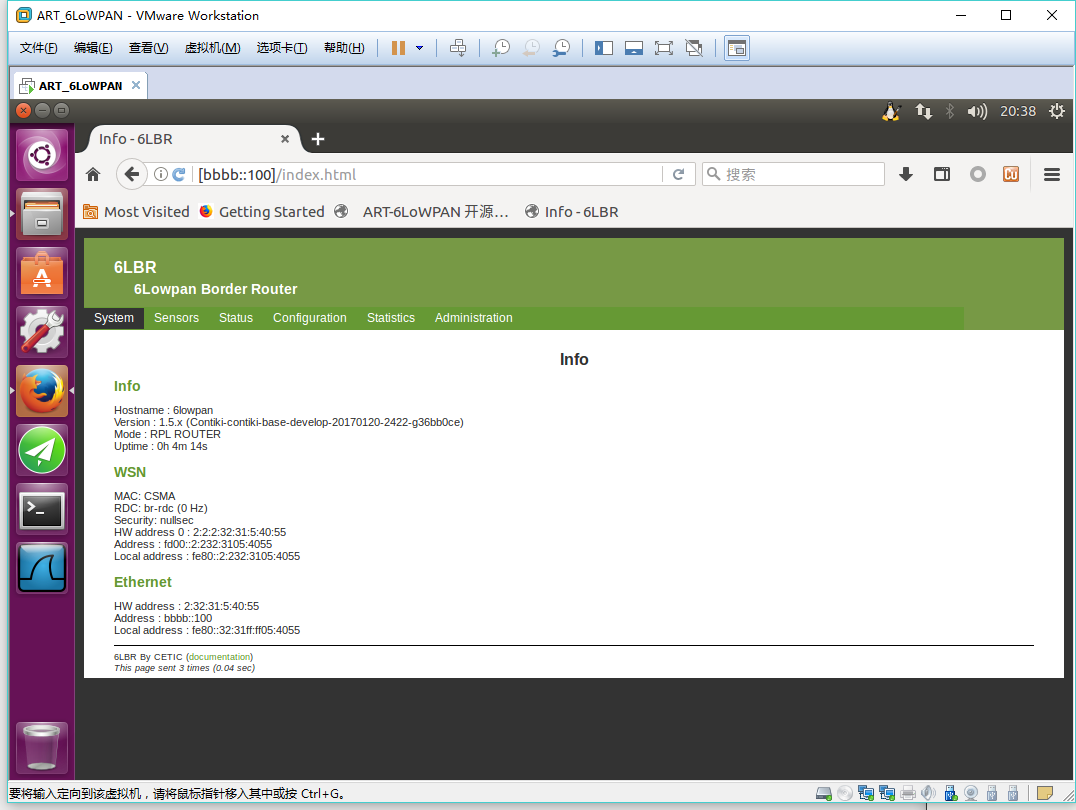 ART_6LoWPAN - VMware Workstation
文件(F) 编辑(E) 查看(V) 虚拟机(M) 选项卡(T) 帮助(H)
ART_6LoWPAN
20:38
Info - 6LBR
[bbbb::100]/index.html
搜索
Most Visited Getting Started ART-6LoWPAN 开源… Info - 6LBR
6LBR
6Lowpan Border Router
System Sensors Status Configuration Statistics Administration
Info
Info
Hostname : 6lowpan
Version : 1.5.x (Contiki-contiki-base-develop-20170120-2422-g36bb0ce)
Mode : RPL ROUTER
Uptime : 0h 4m 14s
WSN
MAC: CSMA
RDC: br-rdc (0 Hz)
Security: nullsec
HW address 0 : 2:2:2:32:31:5:40:55
Address : fd00::2:232:3105:4055
Local address : fe80::2:232:3105:4055
Ethernet
HW address : 2:32:31:5:40:55
Address : bbbb::100
Local address : fe80::32:31ff:ff05:4055
6LBR By CETIC (documentation)
This page sent 3 times (0.04 sec)
要将输入定向到该虚拟机，请将鼠标指针移入其中或按 Ctrl+G。